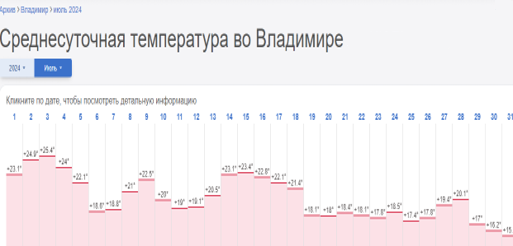 Архив > Владимир > июль 2024
Среднесуточная температура во Владимире
2024 Июль
Кликните по дате, чтобы посмотреть детальную информацию
1 2 3 4 5 6 7 8 9 10 11 12 13 14 15 16 17 18 19 20 21 22 23 24 25 26 27 28 29 30 31
+23.1° +24.9° +25.4° +24° +22.1° +18.6° +18.8° +21° +22.5° +20° +19° +19.1° +20.5° +23.1° +23.4° +22.8° +22.1° +21.4° +18.1° +18° +18.4° +18.1° +17.8° +18.5° +17.4° +17.8° +19.4° +20.1° +17° +16.2°